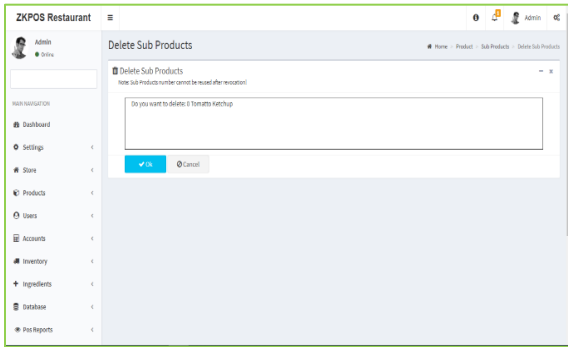 ZKPOS Restaurant
Admin
Admin
Online
MAIN NAVIGATION
Dashboard
Settings
Store
Products
Users
Accounts
Inventory
Ingredients
Database
Pos Reports
Delete Sub Products
Home > Product > Sub Products > Delete Sub Products
Delete Sub Products
Note: Sub Products number cannot be reused after revocation!
Do you want to delete: 8 Tomatto Ketchup
Ok
Cancel